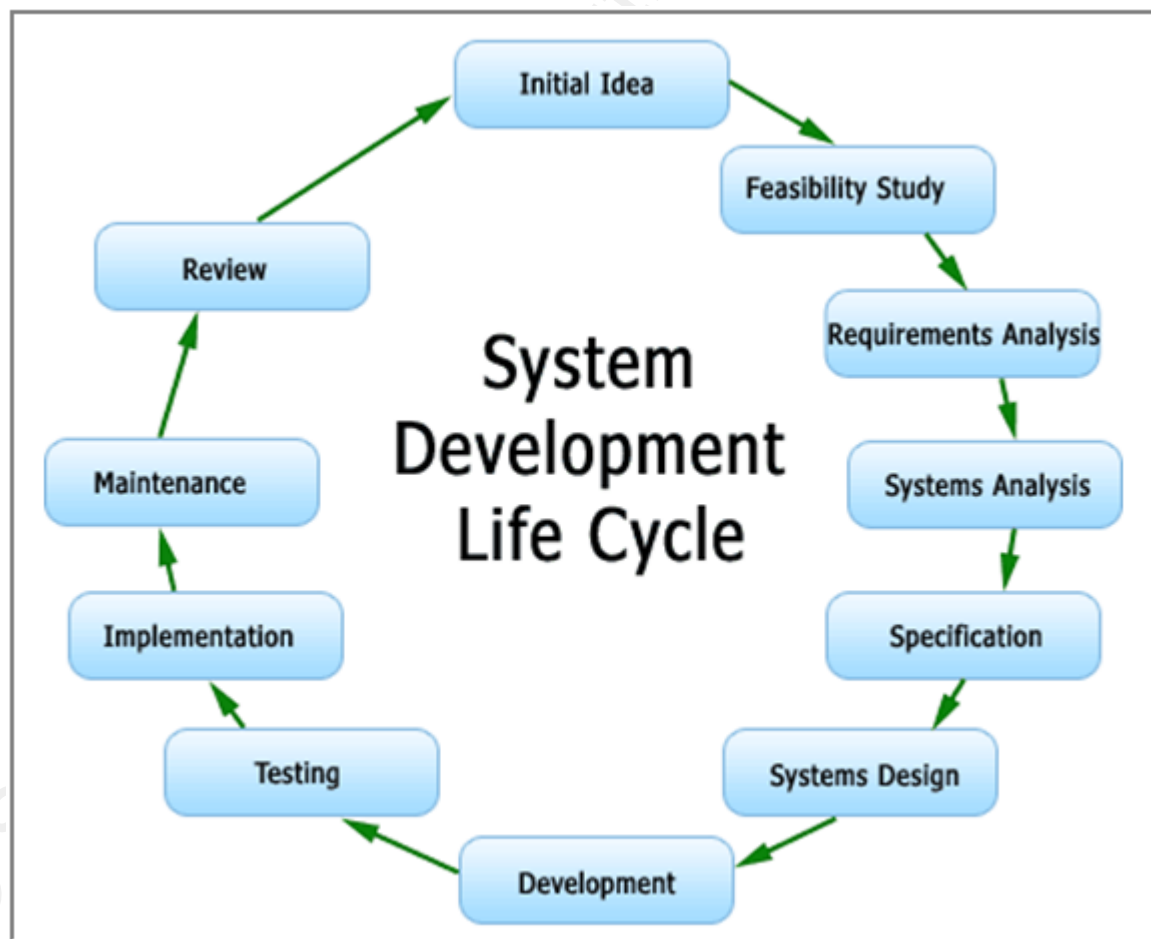 Initial Idea
Feasibility Study
Requirements Analysis
Systems Analysis
Specification
Systems Design
Development
Testing
Implementation
Maintenance
Review
System
Development
Life Cycle